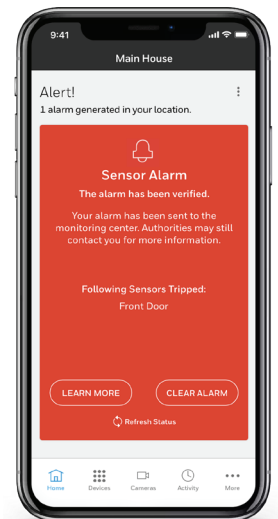 9:41
Main House
Alert!
1 alarm generated in your location.
Sensor Alarm
The alarm has been verified.
Your alarm has been sent to the
monitoring center. Authorities may still
contact you for more information.
Following Sensors Tripped:
Front Door
LEARN MORE
CLEAR ALARM
Refresh Status
Home
Devices
Cameras
Activity
More